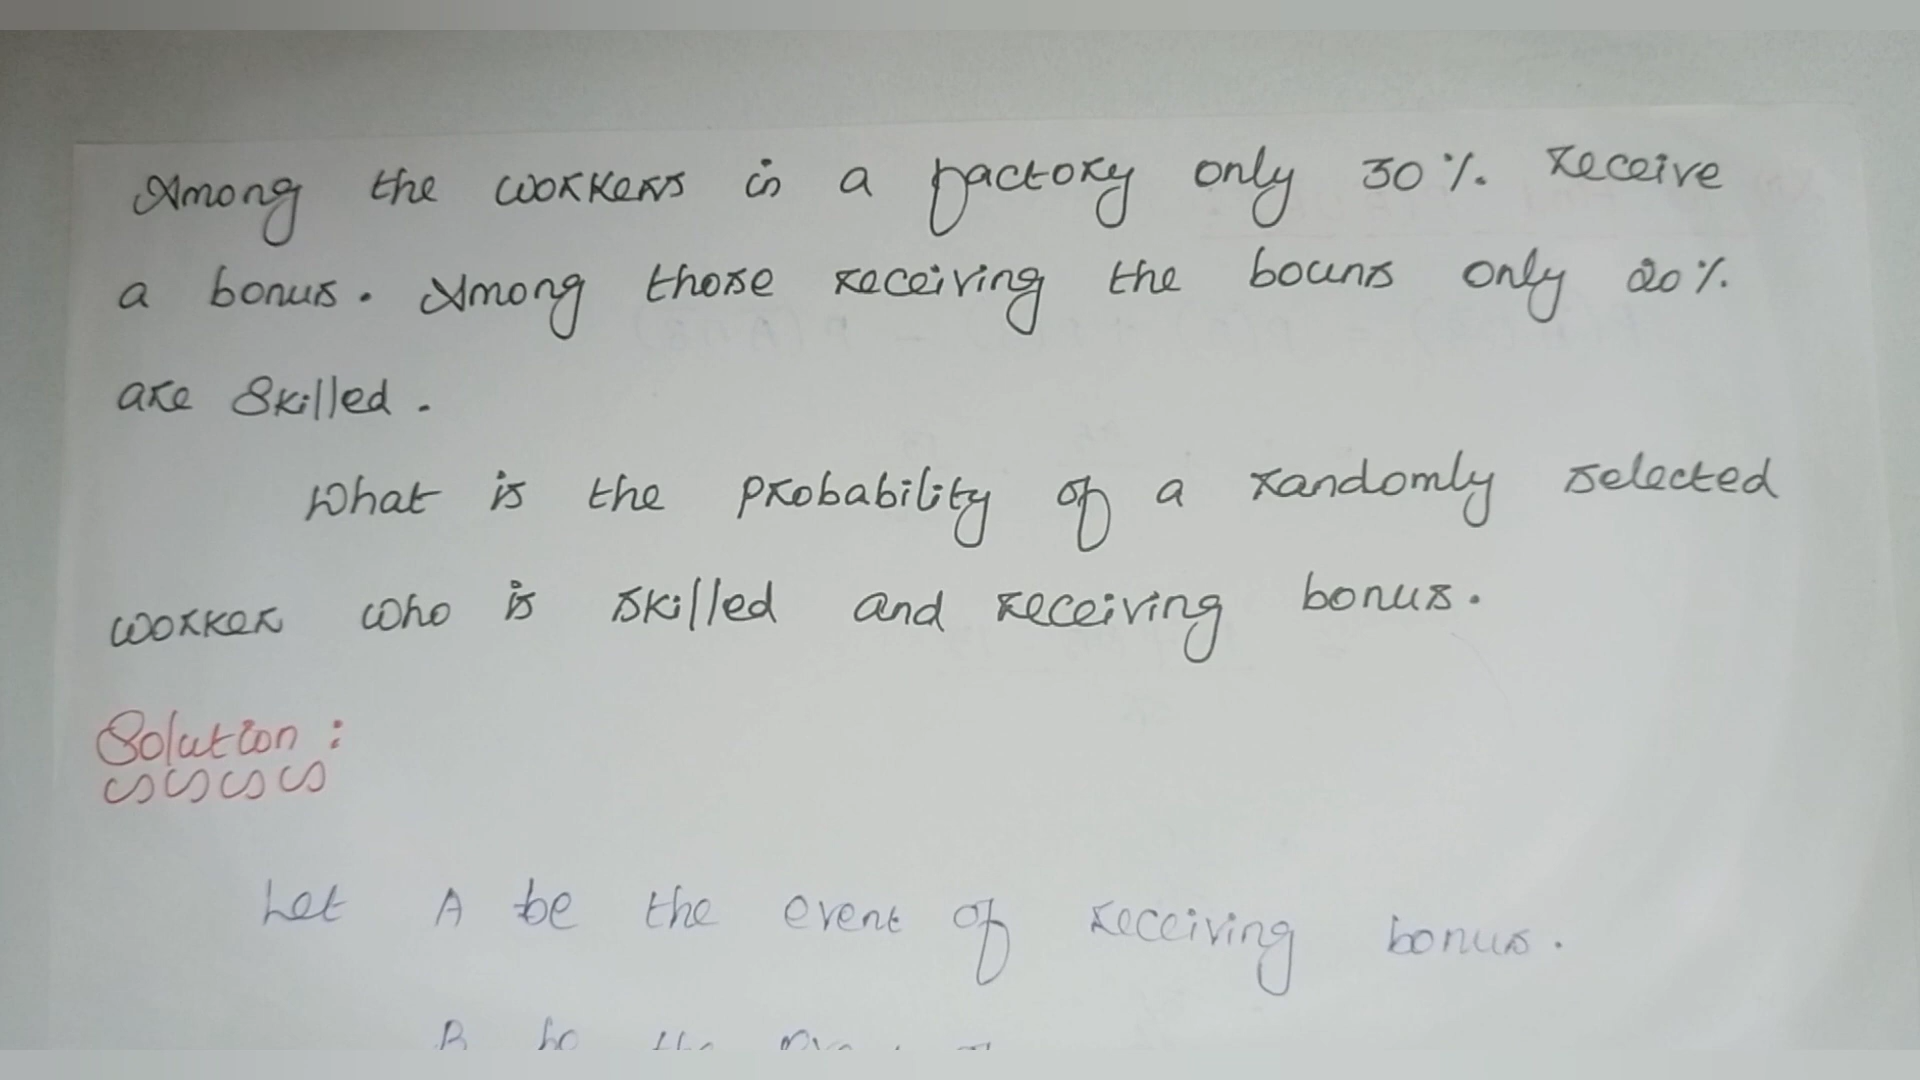 Among the workers in a factory only 30%. receive
a bonus. Among those receiving the bouns only 20%.
are skilled.
What is the probability of a randomly selected
worker who is skilled and receiving bonus.
Solution:
Let A be the event of receiving bonus.
B be the